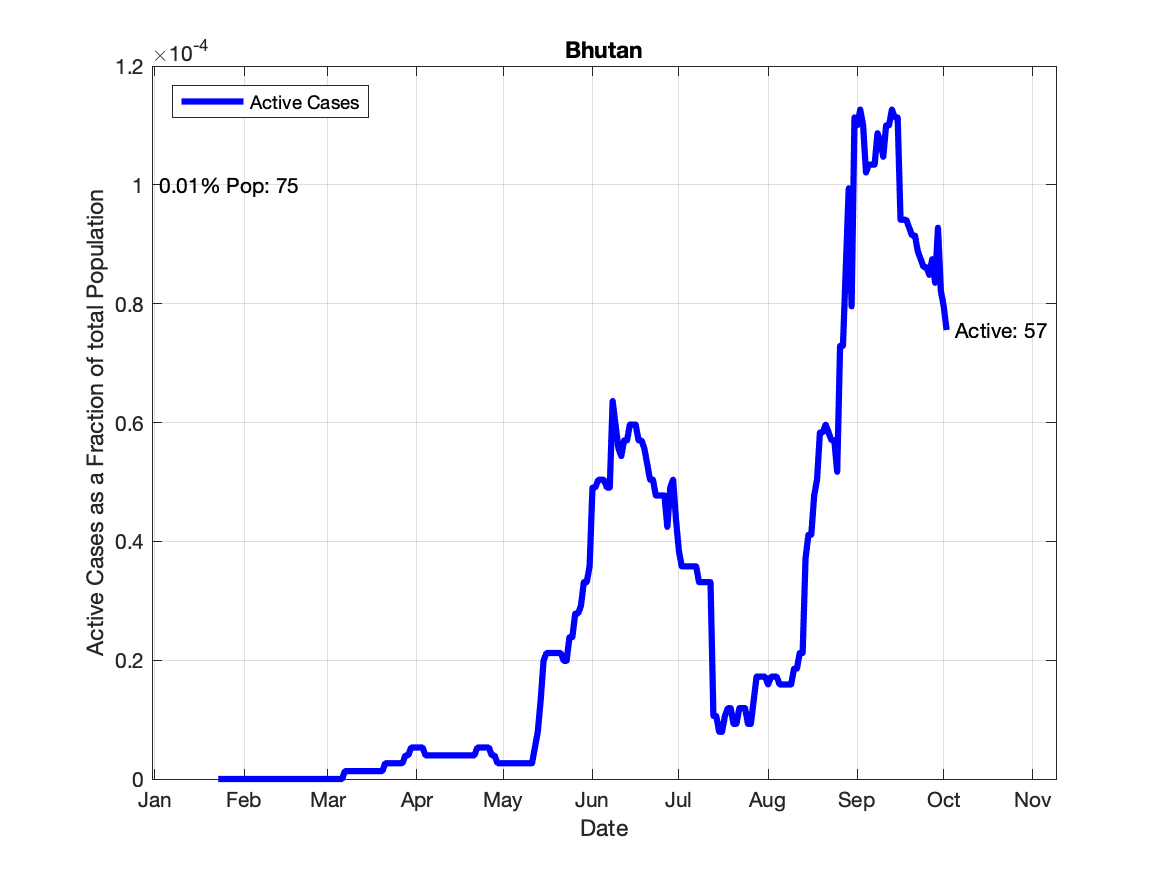 Bhutan
×10⁻⁴
Active Cases
0.01% Pop: 75
Active: 57
1.2
1
0.8
0.6
0.4
0.2
0
Active Cases as a Fraction of total Population
Jan Feb Mar Apr May Jun Jul Aug Sep Oct Nov
Date